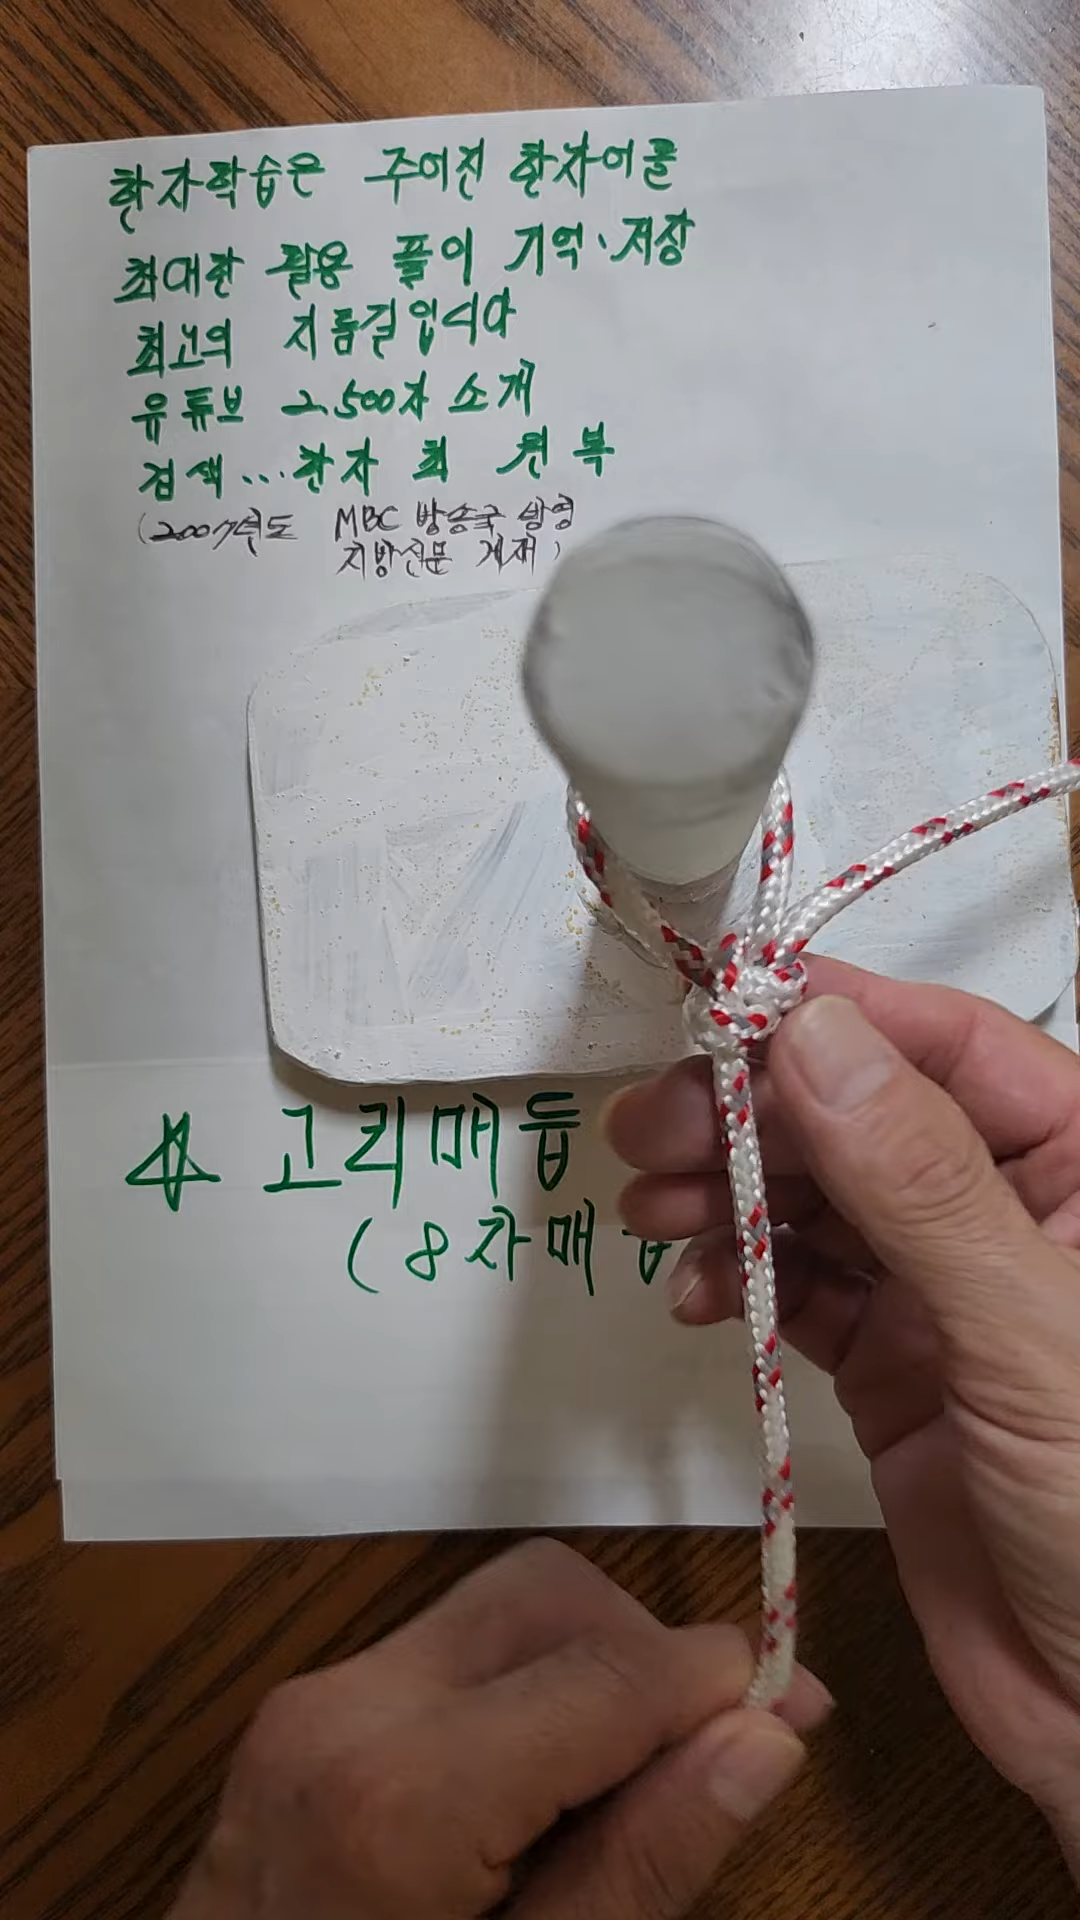 한자학습은 주어진 한자어를
최대한 활용 풀이 기억·저장
최고의 지름길입니다
유튜브 2,500자 소개
검색...한자 최 원 복
(2007년도 MBC 방송국 방영
지방신문 게재)
☆ 고리매듭
(8자매듭